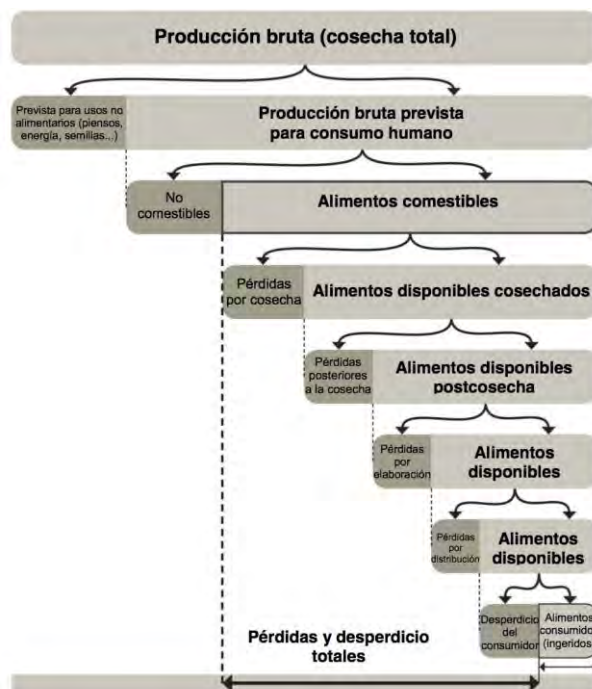 Producción bruta (cosecha total)
Prevista para usos no
alimentarios (piensos,
energía, semillas...)
Producción bruta prevista
para consumo humano
No
comestibles
Alimentos comestibles
Pérdidas
por cosecha
Alimentos disponibles cosechados
Pérdidas
posteriores
a la cosecha
Alimentos disponibles
postcosecha
Pérdidas
por
elaboración
Alimentos
disponibles
Pérdidas
por
distribución
Alimentos
disponibles
Desperdicio
del
consumidor
Alimentos
consumido
(ingeridos
Pérdidas y desperdicio
totales